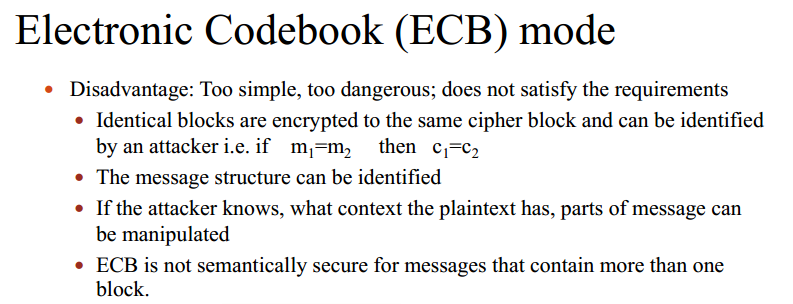 Electronic Codebook (ECB) mode
• Disadvantage: Too simple, too dangerous; does not satisfy the requirements
• Identical blocks are encrypted to the same cipher block and can be identified
by an attacker i.e. if m₁=m₂ then c₁=c₂
• The message structure can be identified
• If the attacker knows, what context the plaintext has, parts of message can
be manipulated
• ECB is not semantically secure for messages that contain more than one
block.